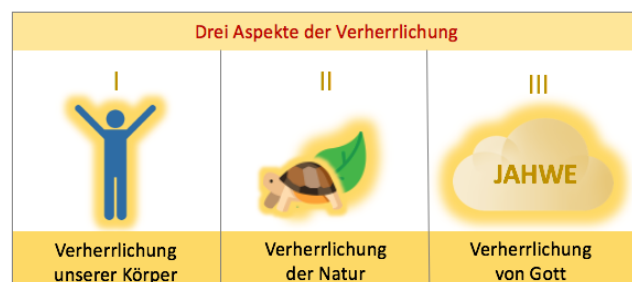 Drei Aspekte der Verherrlichung
I
II
III
JAHWE
Verherrlichung
unserer Körper
Verherrlichung
der Natur
Verherrlichung
von Gott